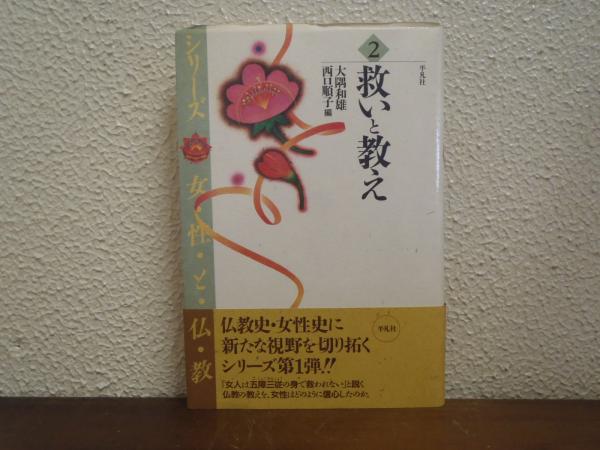 平凡社
2
救いと教え
大隅和雄
西口順子 編
シリーズ 女・性・と・仏・教
仏教史・女性史に
新たな視野を切り拓く
シリーズ第1弾!!
「女人は五障三従の身で救われない」と説く
仏教の教えを、女性はどのように信心したのか。
平凡社